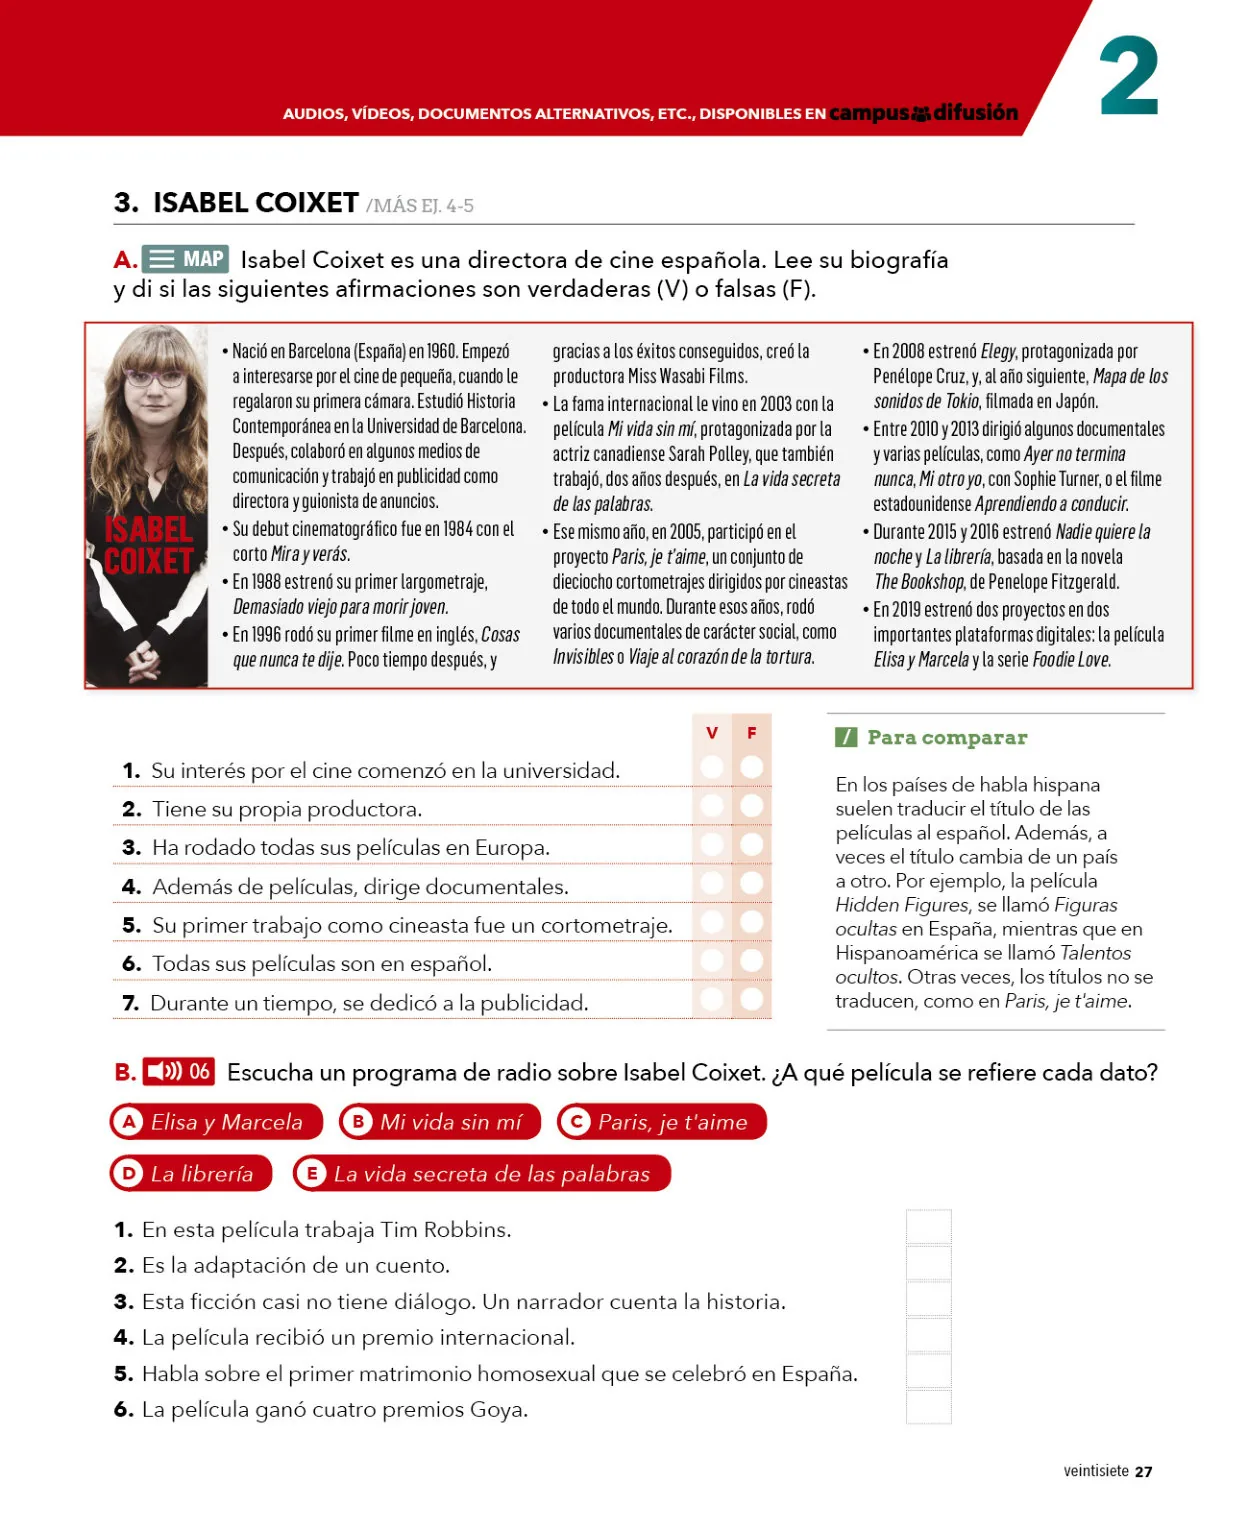 AUDIOS, VÍDEOS, DOCUMENTOS ALTERNATIVOS, ETC., DISPONIBLES EN campus difusión
2
3. ISABEL COIXET /MÁS EJ. 4-5
A. MAP Isabel Coixet es una directora de cine española. Lee su biografía
y di si las siguientes afirmaciones son verdaderas (V) o falsas (F).
ISABEL
COIXET
• Nació en Barcelona (España) en 1960. Empezó
a interesarse por el cine de pequeña, cuando le
regalaron su primera cámara. Estudió Historia
Contemporánea en la Universidad de Barcelona.
Después, colaboró en algunos medios de
comunicación y trabajó en publicidad como
directora y guionista de anuncios.
• Su debut cinematográfico fue en 1984 con el
corto Mira y verás.
• En 1988 estrenó su primer largometraje,
Demasiado viejo para morir joven.
• En 1996 rodó su primer filme en inglés, Cosas
que nunca te dije. Poco tiempo después, y
gracias a los éxitos conseguidos, creó la
productora Miss Wasabi Films.
• La fama internacional le vino en 2003 con la
película Mi vida sin mí, protagonizada por la
actriz canadiense Sarah Polley, que también
trabajó, dos años después, en La vida secreta
de las palabras.
• Ese mismo año, en 2005, participó en el
proyecto Paris, je t'aime, un conjunto de
dieciocho cortometrajes dirigidos por cineastas
de todo el mundo. Durante esos años, rodó
varios documentales de carácter social, como
Invisibles o Viaje al corazón de la tortura.
• En 2008 estrenó Elegy, protagonizada por
Penélope Cruz, y, al año siguiente, Mapa de los
sonidos de Tokio, filmada en Japón.
• Entre 2010 y 2013 dirigió algunos documentales
y varias películas, como Ayer no termina
nunca, Mi otro yo, con Sophie Turner, o el filme
estadounidense Aprendiendo a conducir.
• Durante 2015 y 2016 estrenó Nadie quiere la
noche y La librería, basada en la novela
The Bookshop, de Penelope Fitzgerald.
• En 2019 estrenó dos proyectos en dos
importantes plataformas digitales: la película
Elisa y Marcela y la serie Foodie Love.
V F
1. Su interés por el cine comenzó en la universidad.
2. Tiene su propia productora.
3. Ha rodado todas sus películas en Europa.
4. Además de películas, dirige documentales.
5. Su primer trabajo como cineasta fue un cortometraje.
6. Todas sus películas son en español.
7. Durante un tiempo, se dedicó a la publicidad.
/ Para comparar
En los países de habla hispana
suelen traducir el título de las
películas al español. Además, a
veces el título cambia de un país
a otro. Por ejemplo, la película
Hidden Figures, se llamó Figuras
ocultas en España, mientras que en
Hispanoamérica se llamó Talentos
ocultos. Otras veces, los títulos no se
traducen, como en Paris, je t'aime.
B. 06 Escucha un programa de radio sobre Isabel Coixet. ¿A qué película se refiere cada dato?
A Elisa y Marcela B Mi vida sin mí C Paris, je t'aime
D La librería E La vida secreta de las palabras
1. En esta película trabaja Tim Robbins.
2. Es la adaptación de un cuento.
3. Esta ficción casi no tiene diálogo. Un narrador cuenta la historia.
4. La película recibió un premio internacional.
5. Habla sobre el primer matrimonio homosexual que se celebró en España.
6. La película ganó cuatro premios Goya.
veintisiete 27